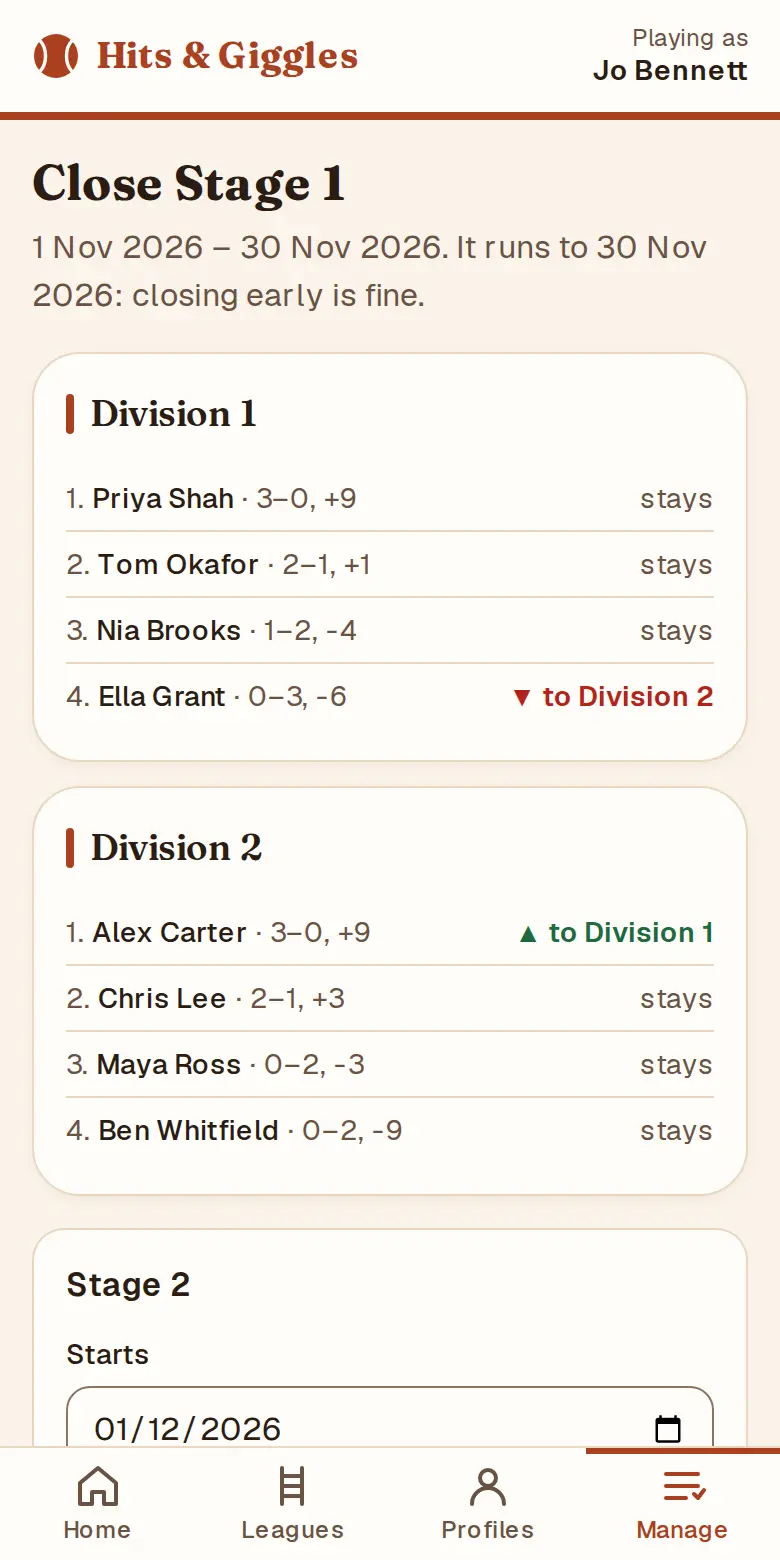 Hits & Giggles
Playing as
Jo Bennett
Close Stage 1
1 Nov 2026 – 30 Nov 2026. It runs to 30 Nov
2026: closing early is fine.
Division 1
1. Priya Shah · 3–0, +9 stays
2. Tom Okafor · 2–1, +1 stays
3. Nia Brooks · 1–2, -4 stays
4. Ella Grant · 0–3, -6 ▼ to Division 2
Division 2
1. Alex Carter · 3–0, +9 ▲ to Division 1
2. Chris Lee · 2–1, +3 stays
3. Maya Ross · 0–2, -3 stays
4. Ben Whitfield · 0–2, -9 stays
Stage 2
Starts
01/12/2026
Home Leagues Profiles Manage